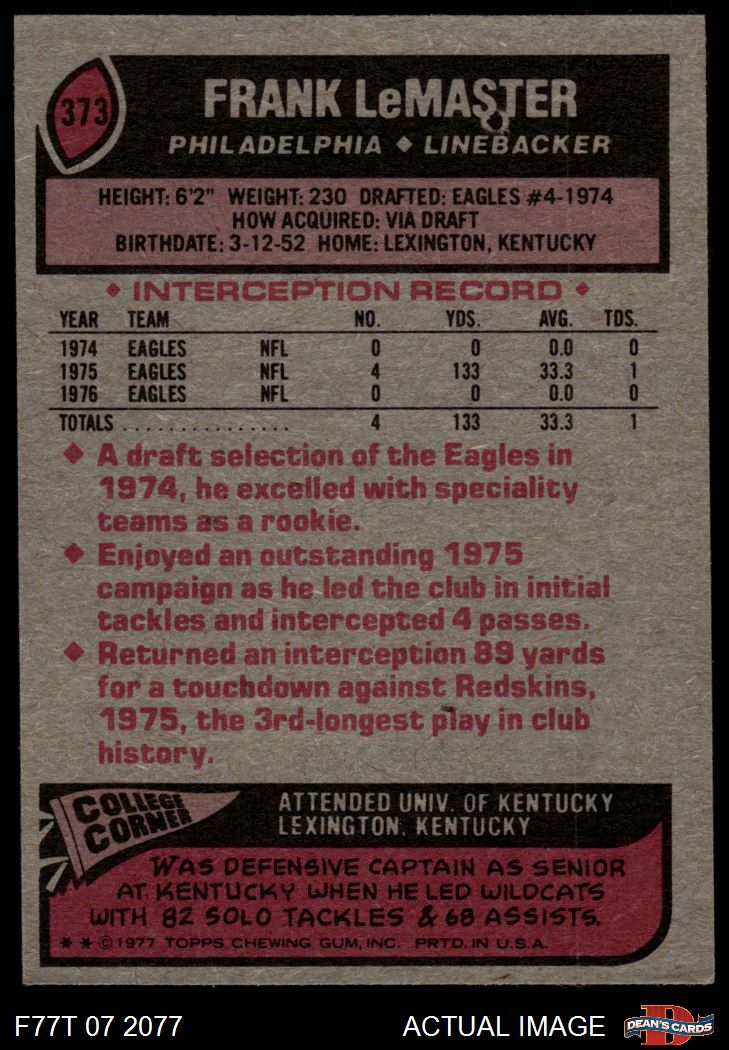 373
FRANK LeMASTER
PHILADELPHIA ◆ LINEBACKER
HEIGHT: 6'2" WEIGHT: 230 DRAFTED: EAGLES #4-1974
HOW ACQUIRED: VIA DRAFT
BIRTHDATE: 3-12-52 HOME: LEXINGTON, KENTUCKY
◆ INTERCEPTION RECORD ◆
YEAR TEAM NO. YDS. AVG. TDS.
1974 EAGLES NFL 0 0 0.0 0
1975 EAGLES NFL 4 133 33.3 1
1976 EAGLES NFL 0 0 0.0 0
TOTALS . . . . . . . . . . . . . . . 4 133 33.3 1
◆ A draft selection of the Eagles in
1974, he excelled with speciality
teams as a rookie.
◆ Enjoyed an outstanding 1975
campaign as he led the club in initial
tackles and intercepted 4 passes.
◆ Returned an interception 89 yards
for a touchdown against Redskins,
1975, the 3rd-longest play in club
history.
COLLEGE
CORNER
ATTENDED UNIV. OF KENTUCKY
LEXINGTON, KENTUCKY
WAS DEFENSIVE CAPTAIN AS SENIOR
AT KENTUCKY WHEN HE LED WILDCATS
WITH 82 SOLO TACKLES & 68 ASSISTS.
* * © 1977 TOPPS CHEWING GUM, INC. PRTD. IN U.S.A.
F77T 07 2077
ACTUAL IMAGE
DEAN'S CARDS